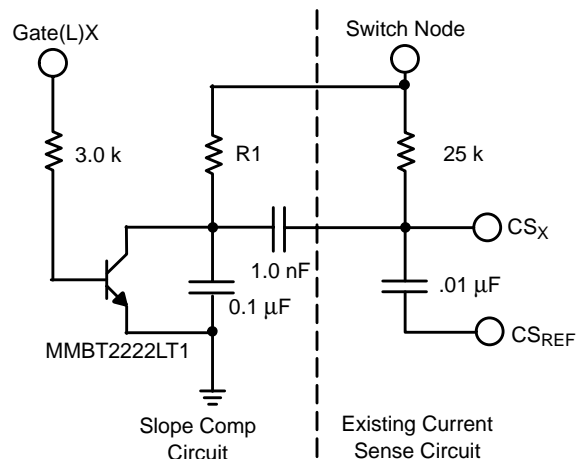 Gate(L)X
Switch Node
3.0 k
R1
25 k
CSX
1.0 nF
0.1 μF
.01 μF
CSREF
MMBT2222LT1
Slope Comp
Circuit
Existing Current
Sense Circuit